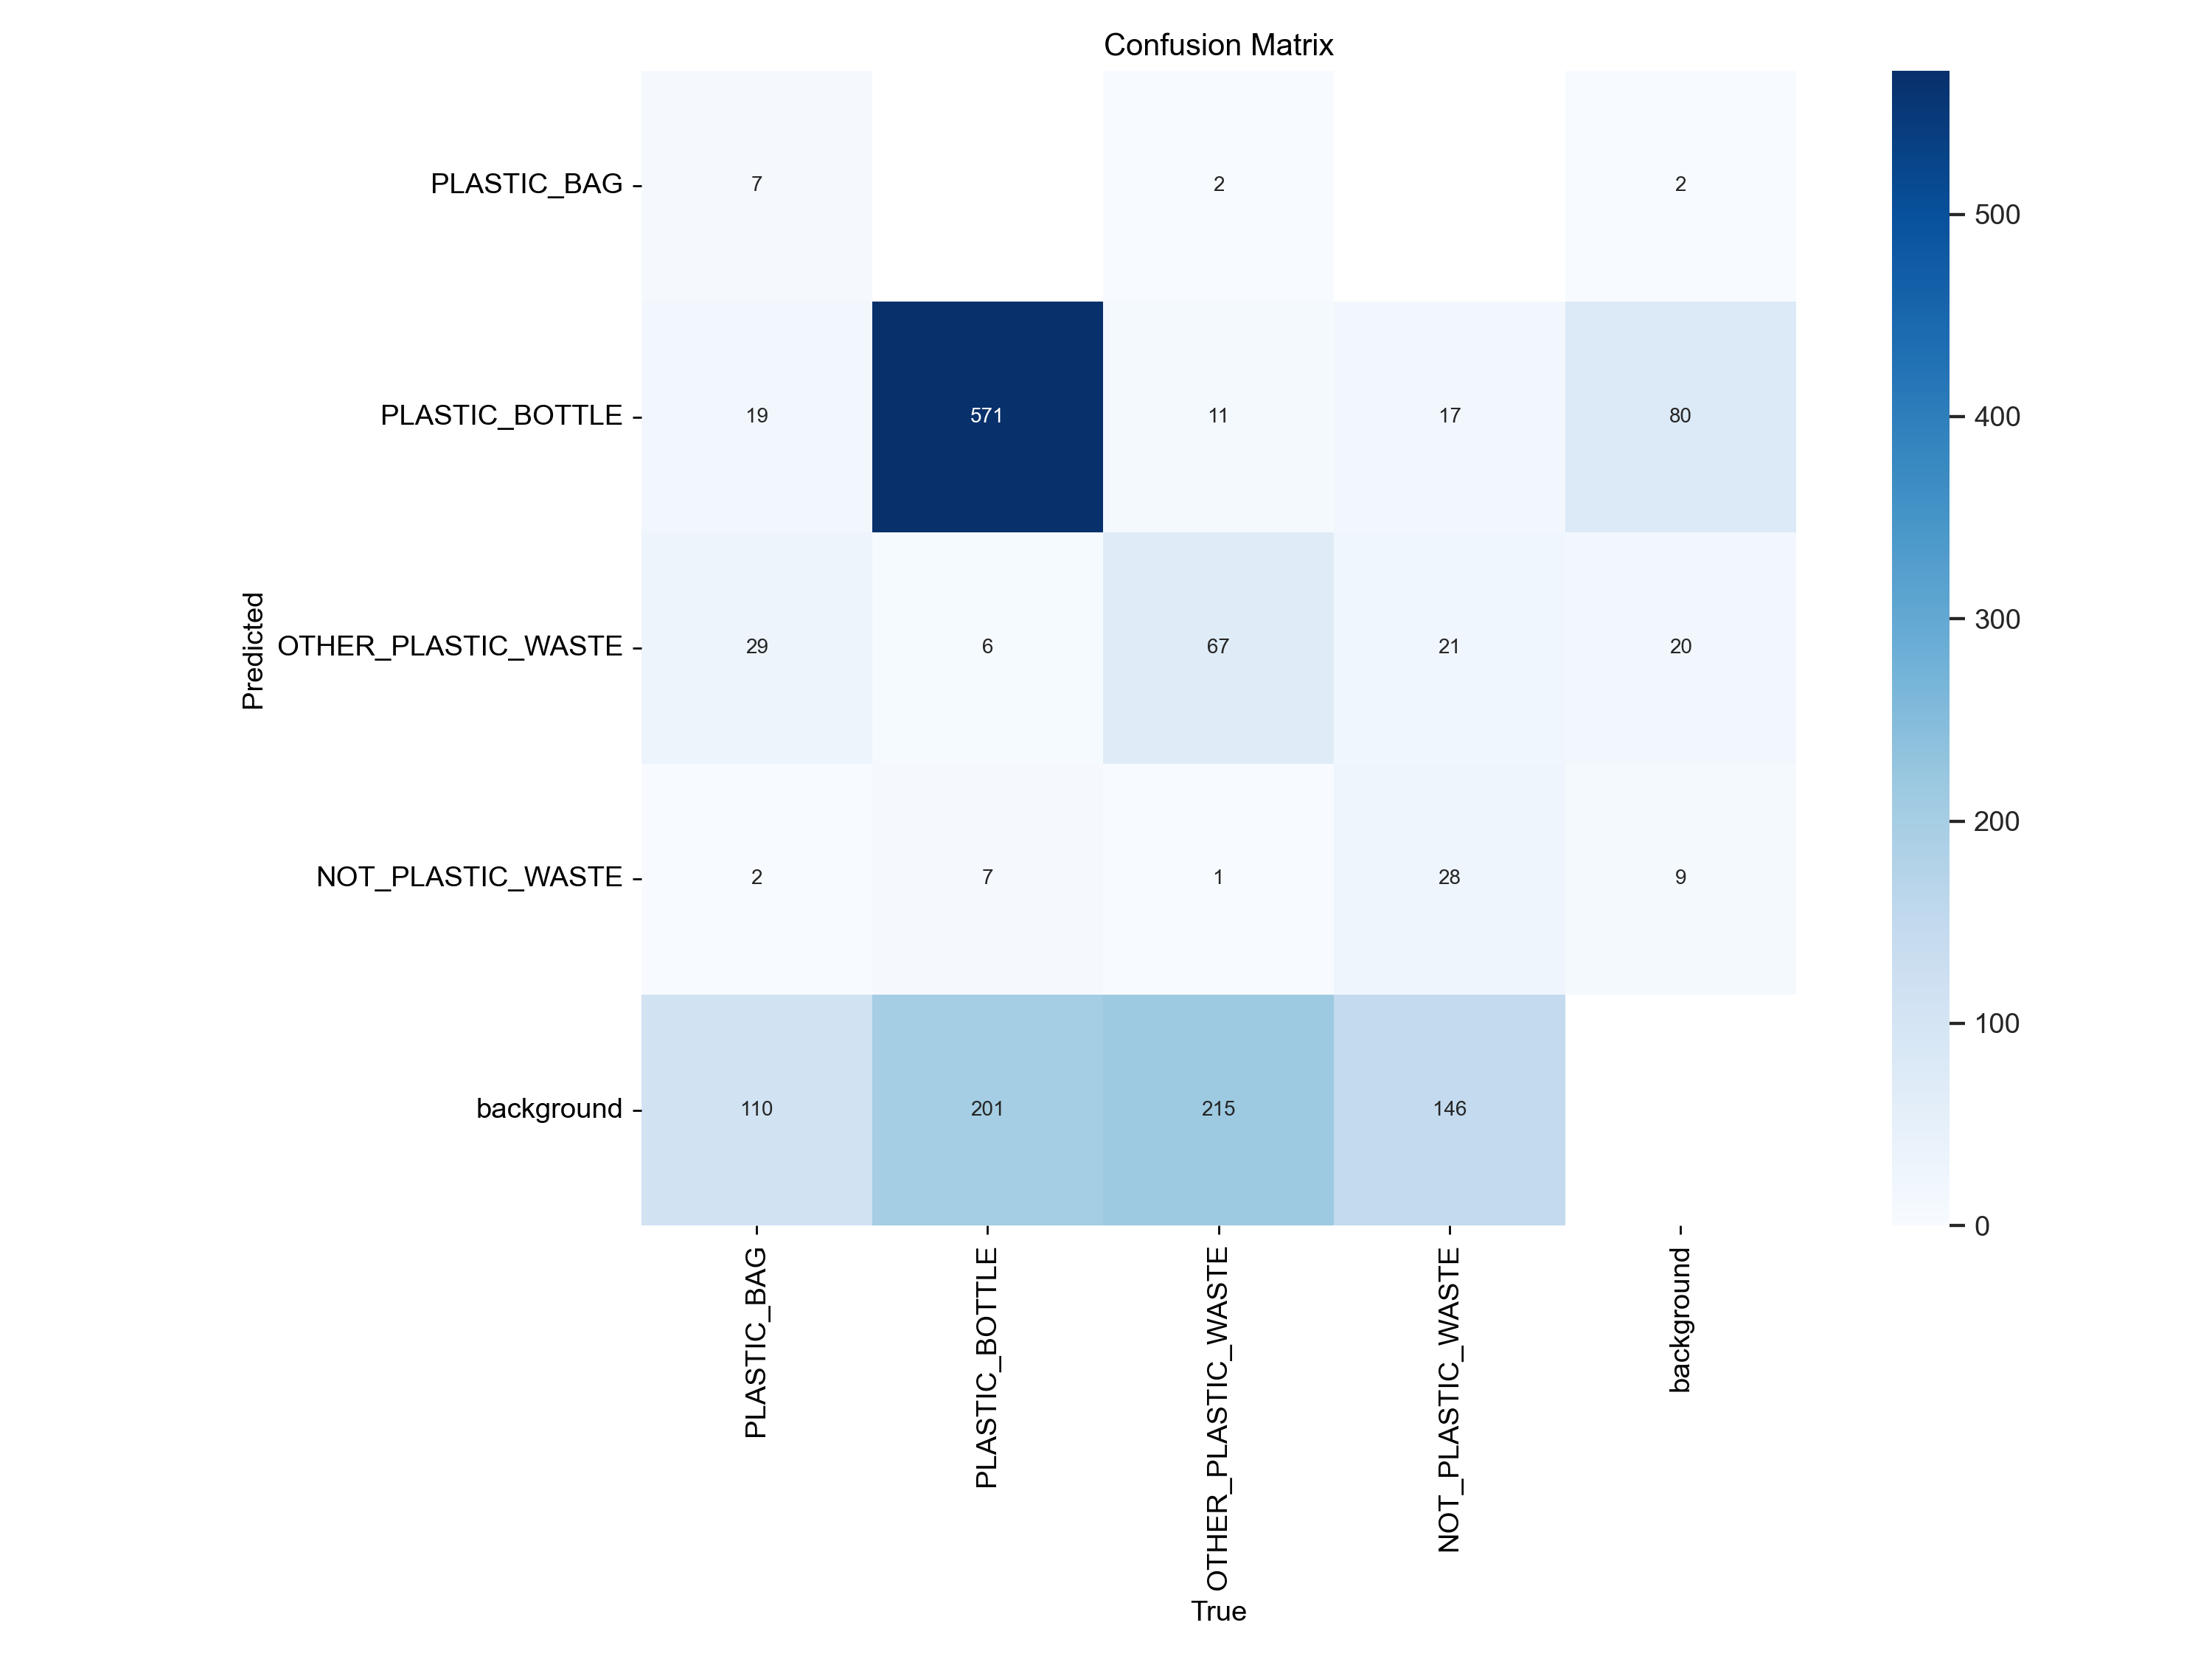 Confusion Matrix
PLASTIC_BAG
7
2
2
500
PLASTIC_BOTTLE
19
571
11
17
80
400
Predicted
OTHER_PLASTIC_WASTE
29
6
67
21
20
300
NOT_PLASTIC_WASTE
2
7
1
28
9
200
background
110
201
215
146
100
0
PLASTIC_BAG
PLASTIC_BOTTLE
OTHER_PLASTIC_WASTE
NOT_PLASTIC_WASTE
background
True